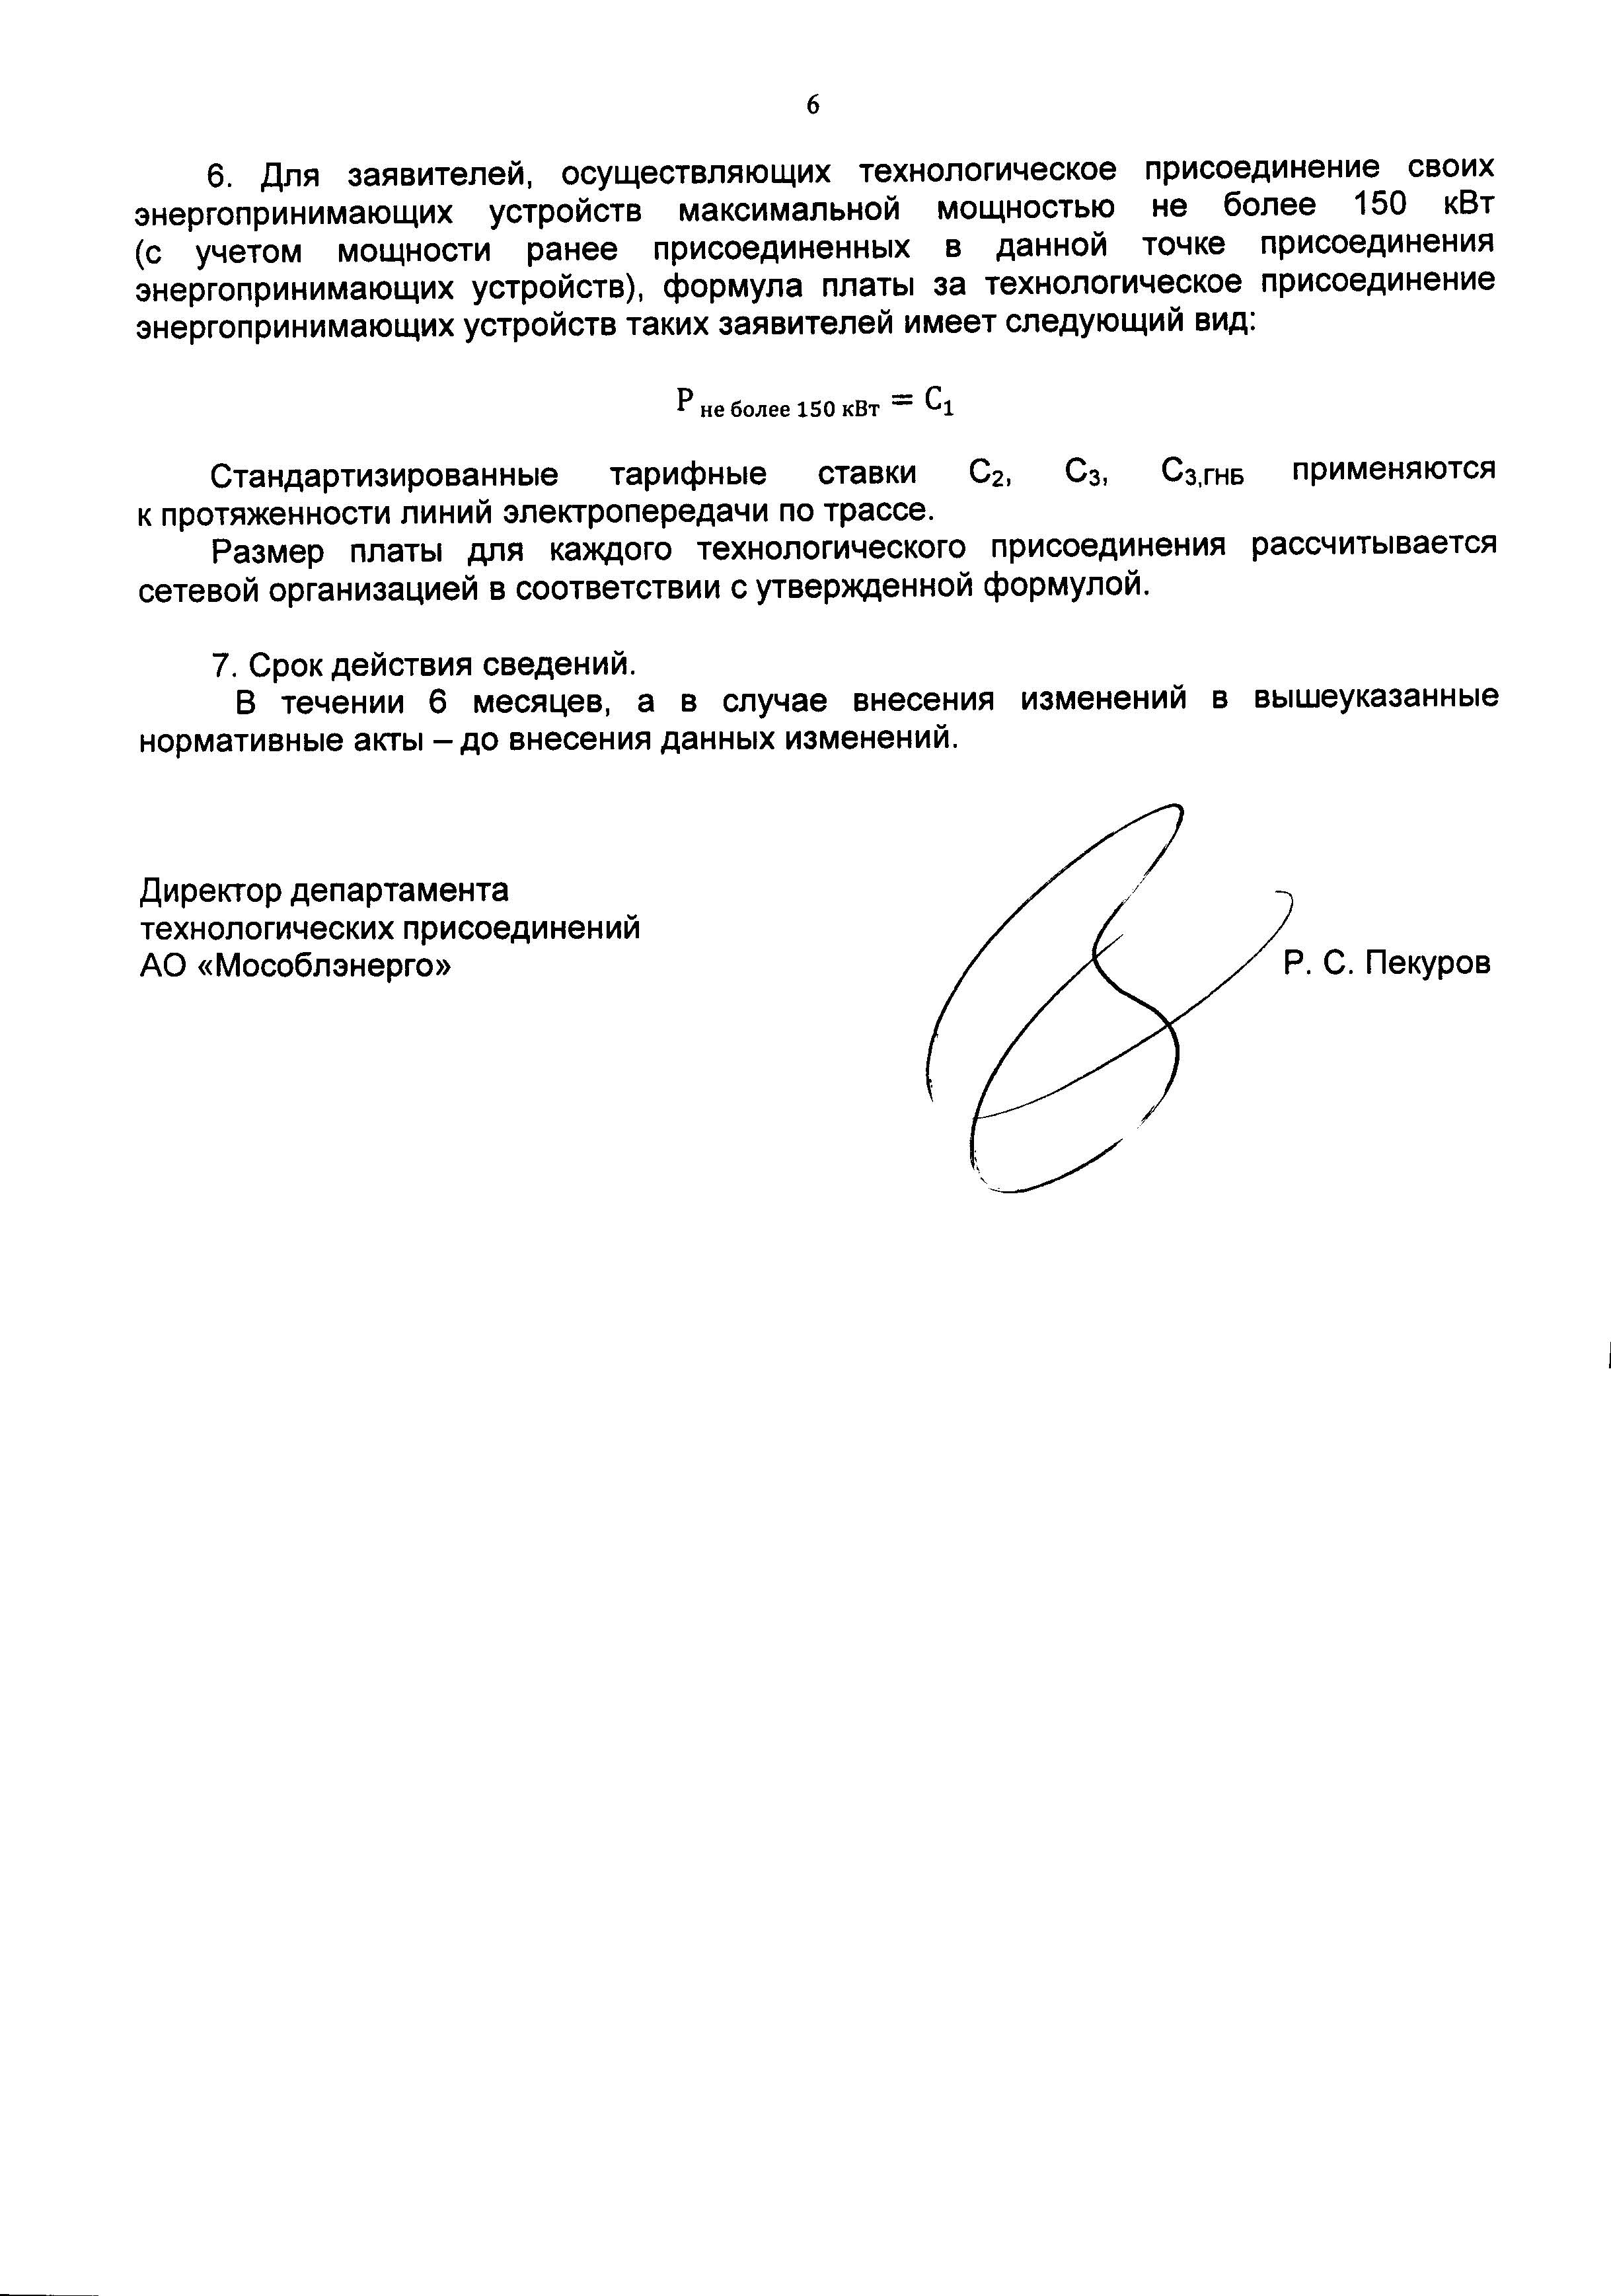 6
6. Для заявителей, осуществляющих технологическое присоединение своих
энергопринимающих устройств максимальной мощностью не более 150 кВт
(с учетом мощности ранее присоединенных в данной точке присоединения
энергопринимающих устройств), формула платы за технологическое присоединение
энергопринимающих устройств таких заявителей имеет следующий вид:
P не более 150 кВт = C₁
Стандартизированные тарифные ставки С₂, С₃, С₃,ГНБ применяются
к протяженности линий электропередачи по трассе.
Размер платы для каждого технологического присоединения рассчитывается
сетевой организацией в соответствии с утвержденной формулой.
7. Срок действия сведений.
В течении 6 месяцев, а в случае внесения изменений в вышеуказанные
нормативные акты – до внесения данных изменений.
Директор департамента
технологических присоединений
АО «Мособлэнерго»
Р. С. Пекуров